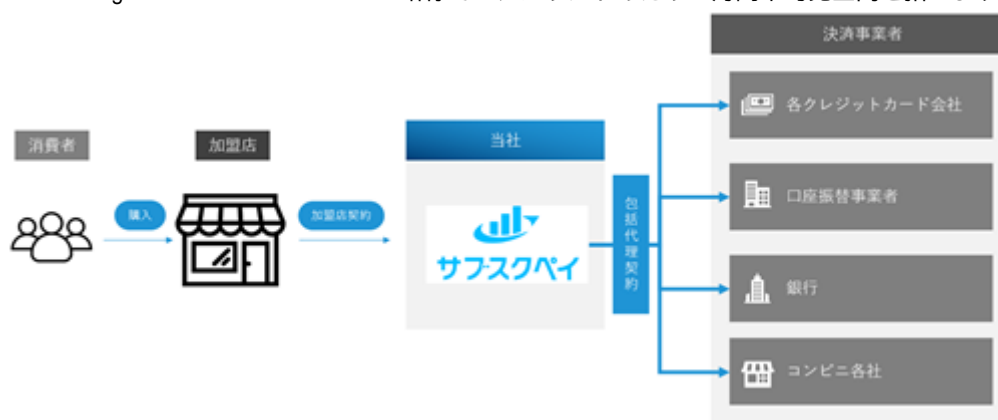 決済事業者
各クレジットカード会社
消費者
加盟店
当社
購入
加盟店契約
サブスクペイ
包括代理契約
口座振替事業者
銀行
コンビニ各社